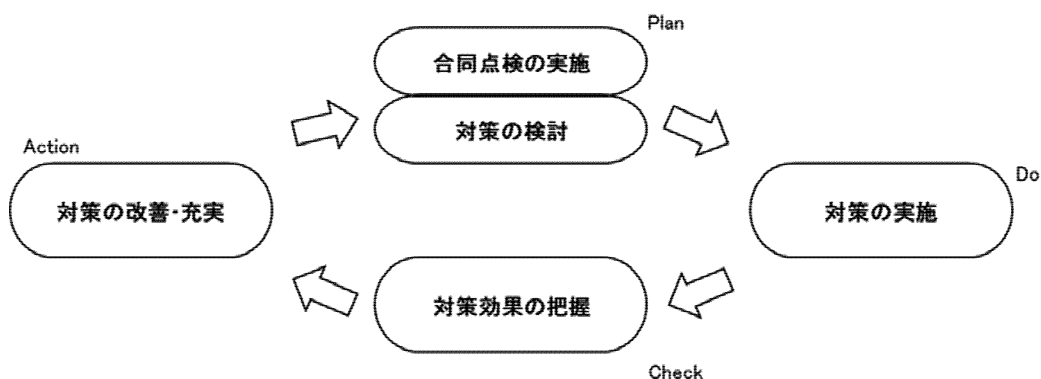 Plan
合同点検の実施
対策の検討
Action
対策の改善・充実
Do
対策の実施
対策効果の把握
Check